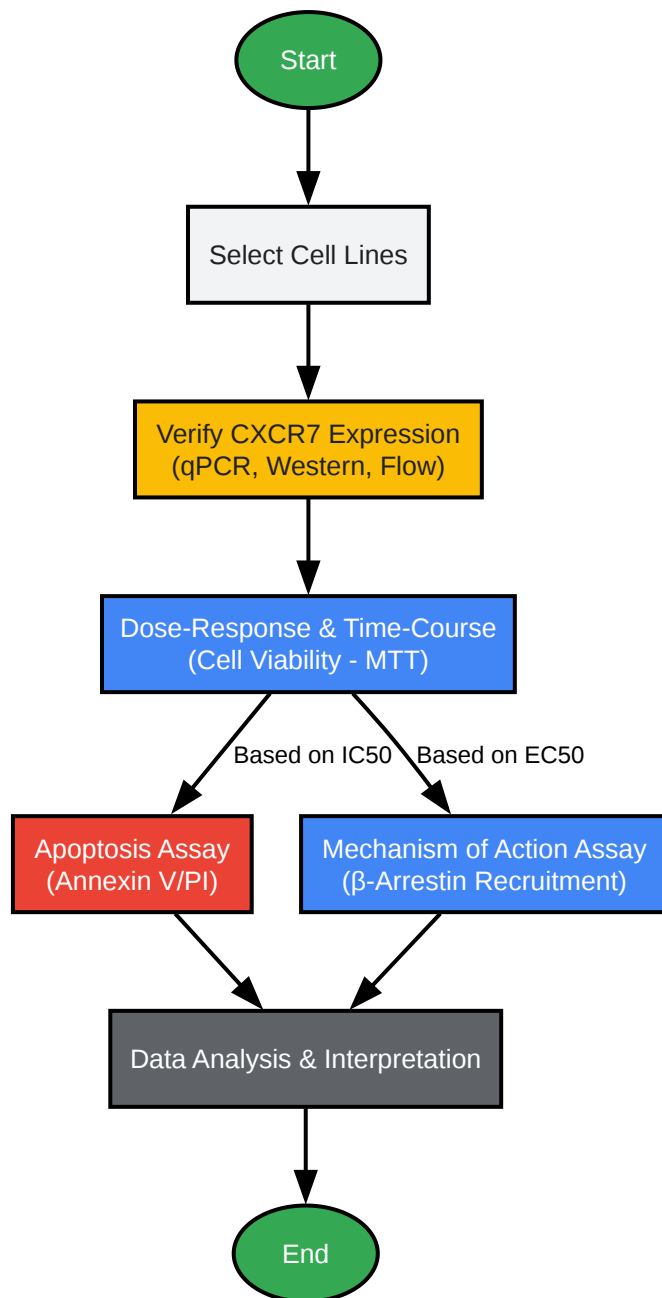 Start
Select Cell Lines
Verify CXCR7 Expression
(qPCR, Western, Flow)
Dose-Response & Time-Course
(Cell Viability - MTT)
Based on IC50
Based on EC50
Apoptosis Assay
(Annexin V/PI)
Mechanism of Action Assay
(β-Arrestin Recruitment)
Data Analysis & Interpretation
End